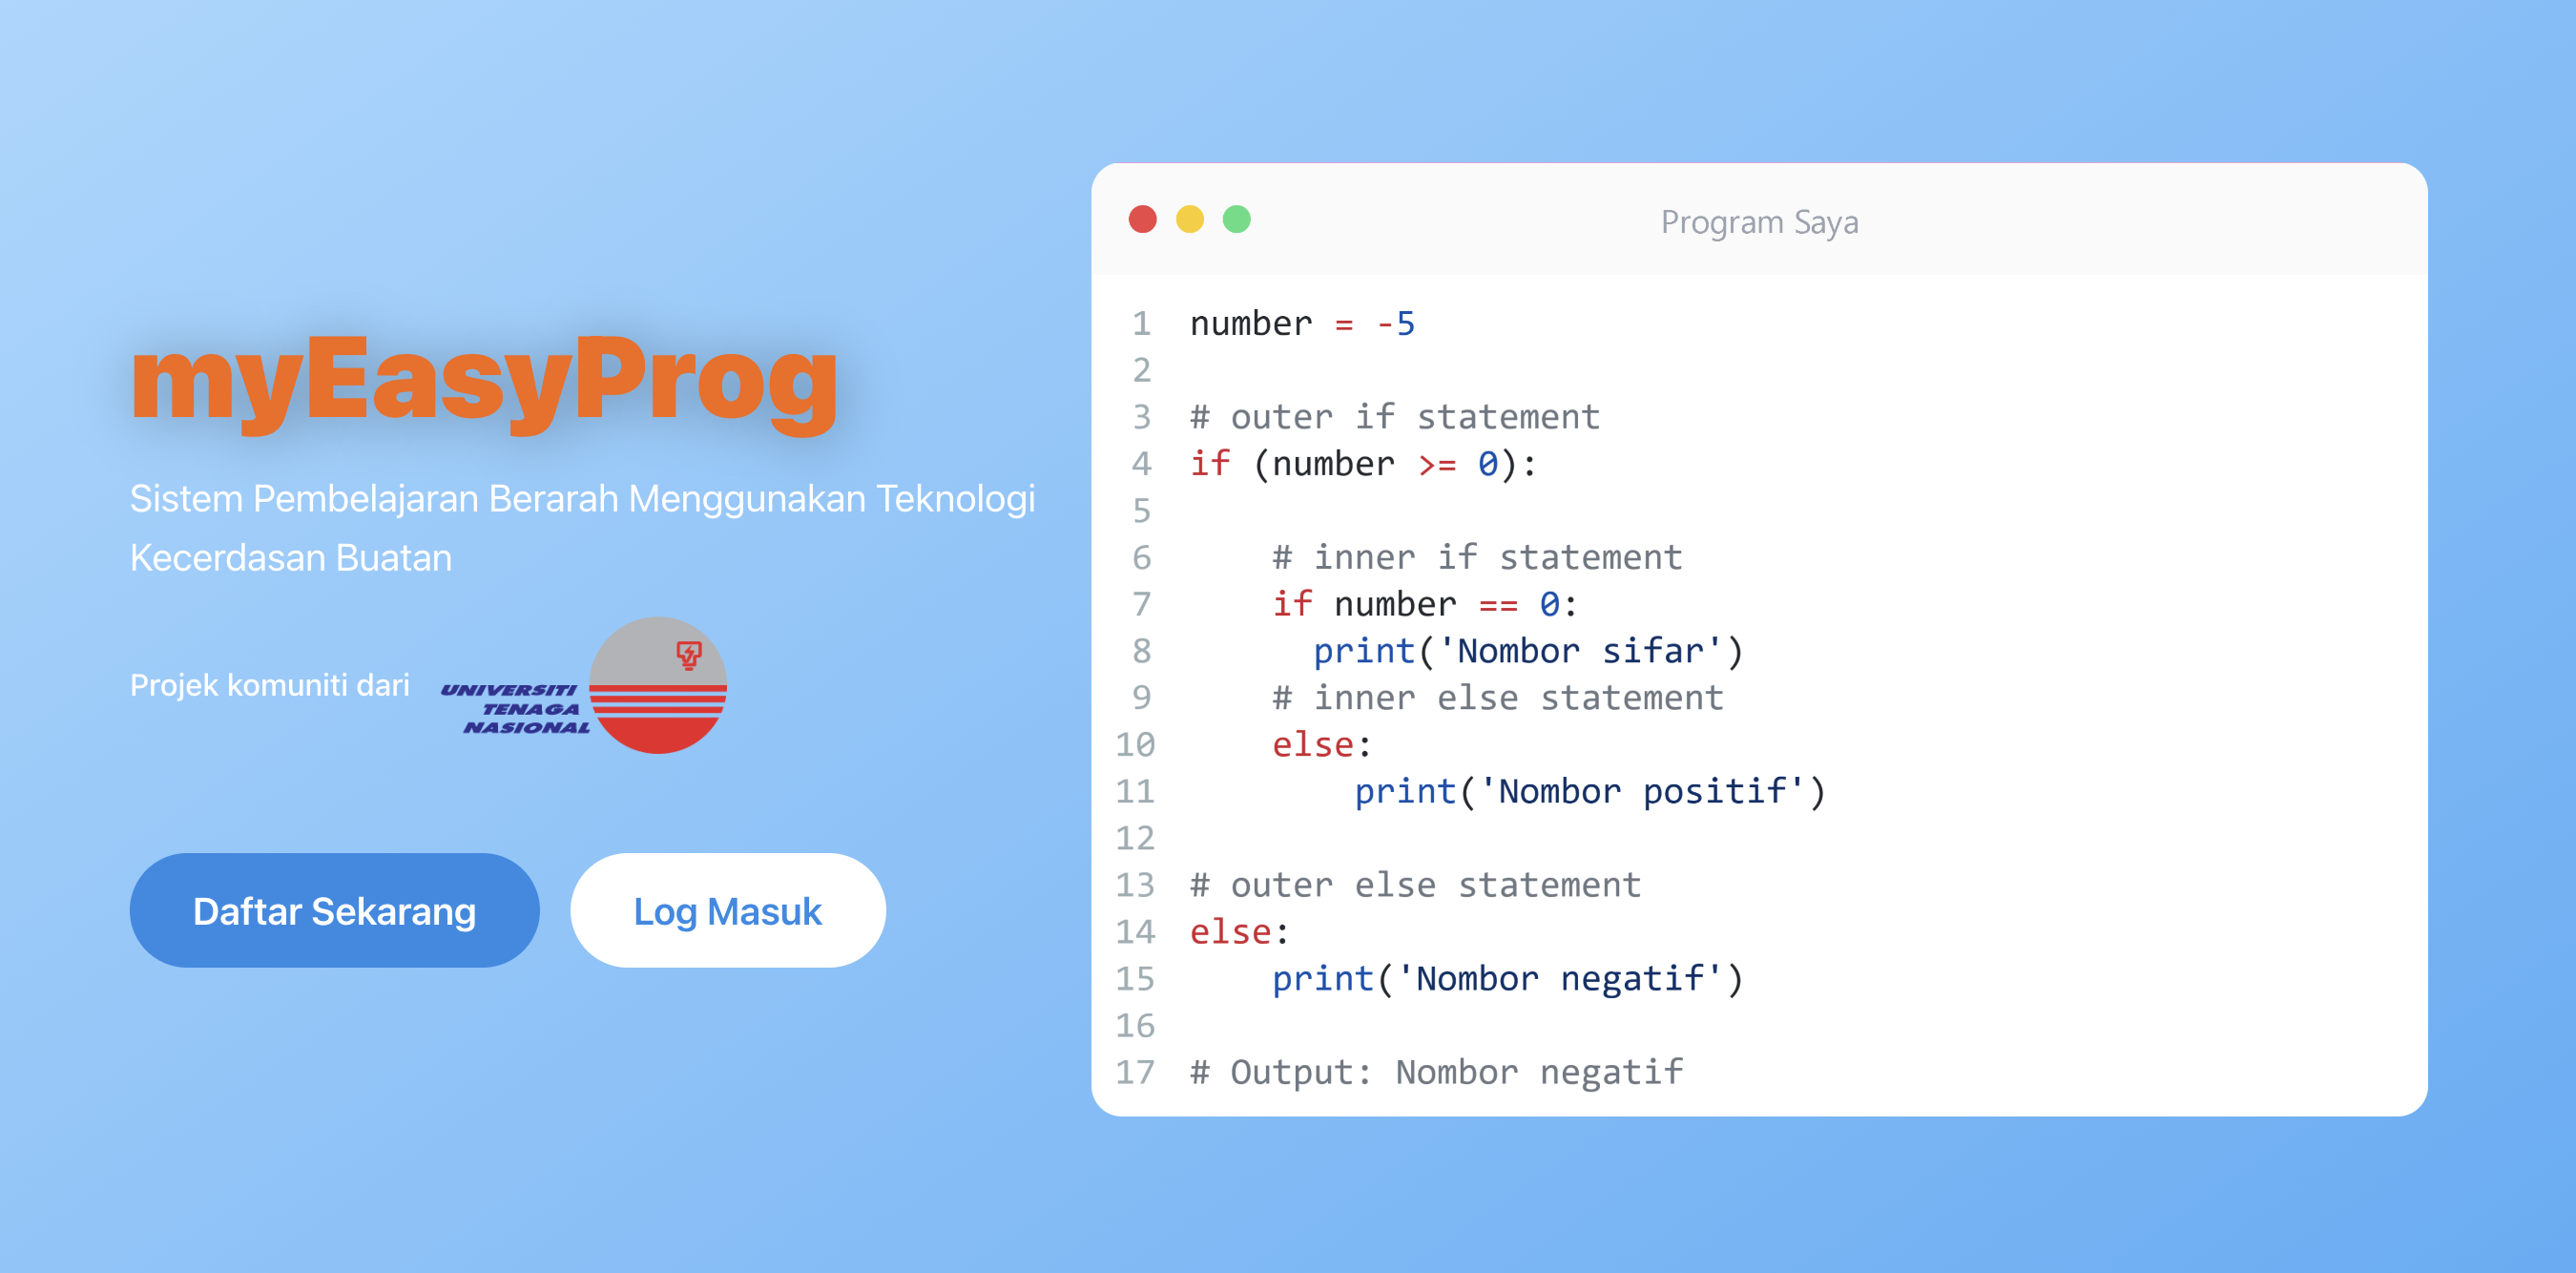 myEasyProg
Sistem Pembelajaran Berarah Menggunakan Teknologi
Kecerdasan Buatan
Projek komuniti dari
UNIVERSITI
TENAGA
NASIONAL
Daftar Sekarang
Log Masuk
Program Saya
1 number = -5
2
3 # outer if statement
4 if (number >= 0):
5
6     # inner if statement
7     if number == 0:
8       print('Nombor sifar')
9     # inner else statement
10     else:
11         print('Nombor positif')
12
13 # outer else statement
14 else:
15     print('Nombor negatif')
16
17 # Output: Nombor negatif